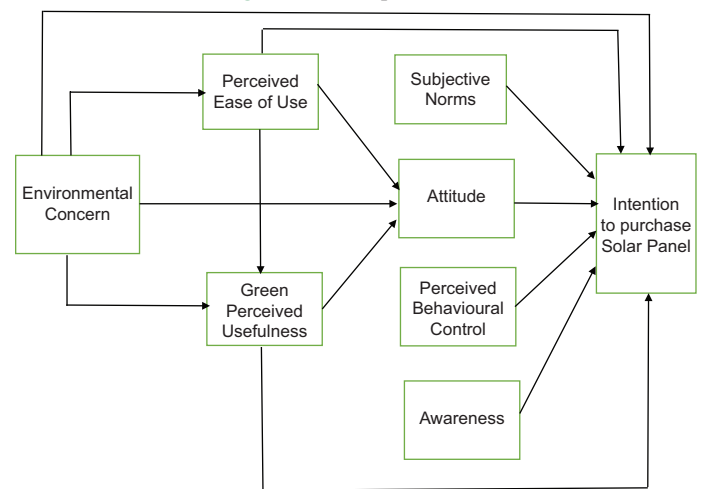 Perceived
Ease of Use
Subjective
Norms
Environmental
Concern
Attitude
Intention
to purchase
Solar Panel
Green
Perceived
Usefulness
Perceived
Behavioural
Control
Awareness